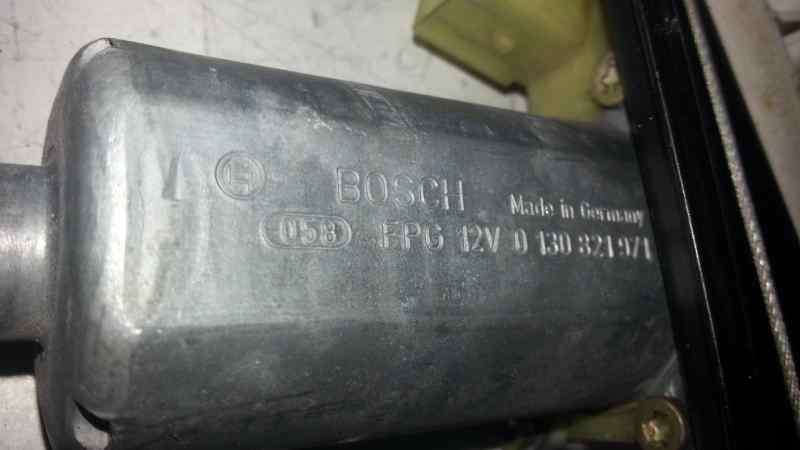 BOSCH Made in Germany
058 FPG 12V 0 130 821 971